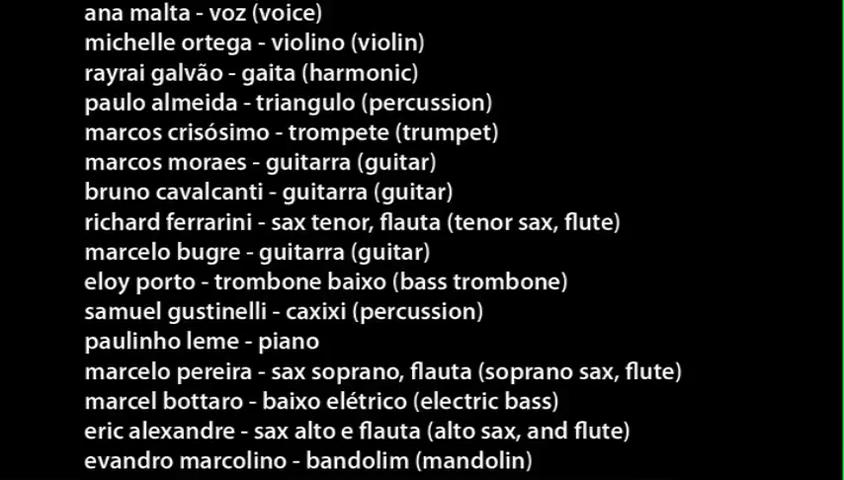 ana malta - voz (voice)
michelle ortega - violino (violin)
rayrai galvão - gaita (harmonic)
paulo almeida - triangulo (percussion)
marcos crisósimo - trompete (trumpet)
marcos moraes - guitarra (guitar)
bruno cavalcanti - guitarra (guitar)
richard ferrarini - sax tenor, flauta (tenor sax, flute)
marcelo bugre - guitarra (guitar)
eloy porto - trombone baixo (bass trombone)
samuel gustinelli - caxixi (percussion)
paulinho leme - piano
marcelo pereira - sax soprano, flauta (soprano sax, flute)
marcel bottaro - baixo elétrico (electric bass)
eric alexandre - sax alto e flauta (alto sax, and flute)
evandro marcolino - bandolim (mandolin)